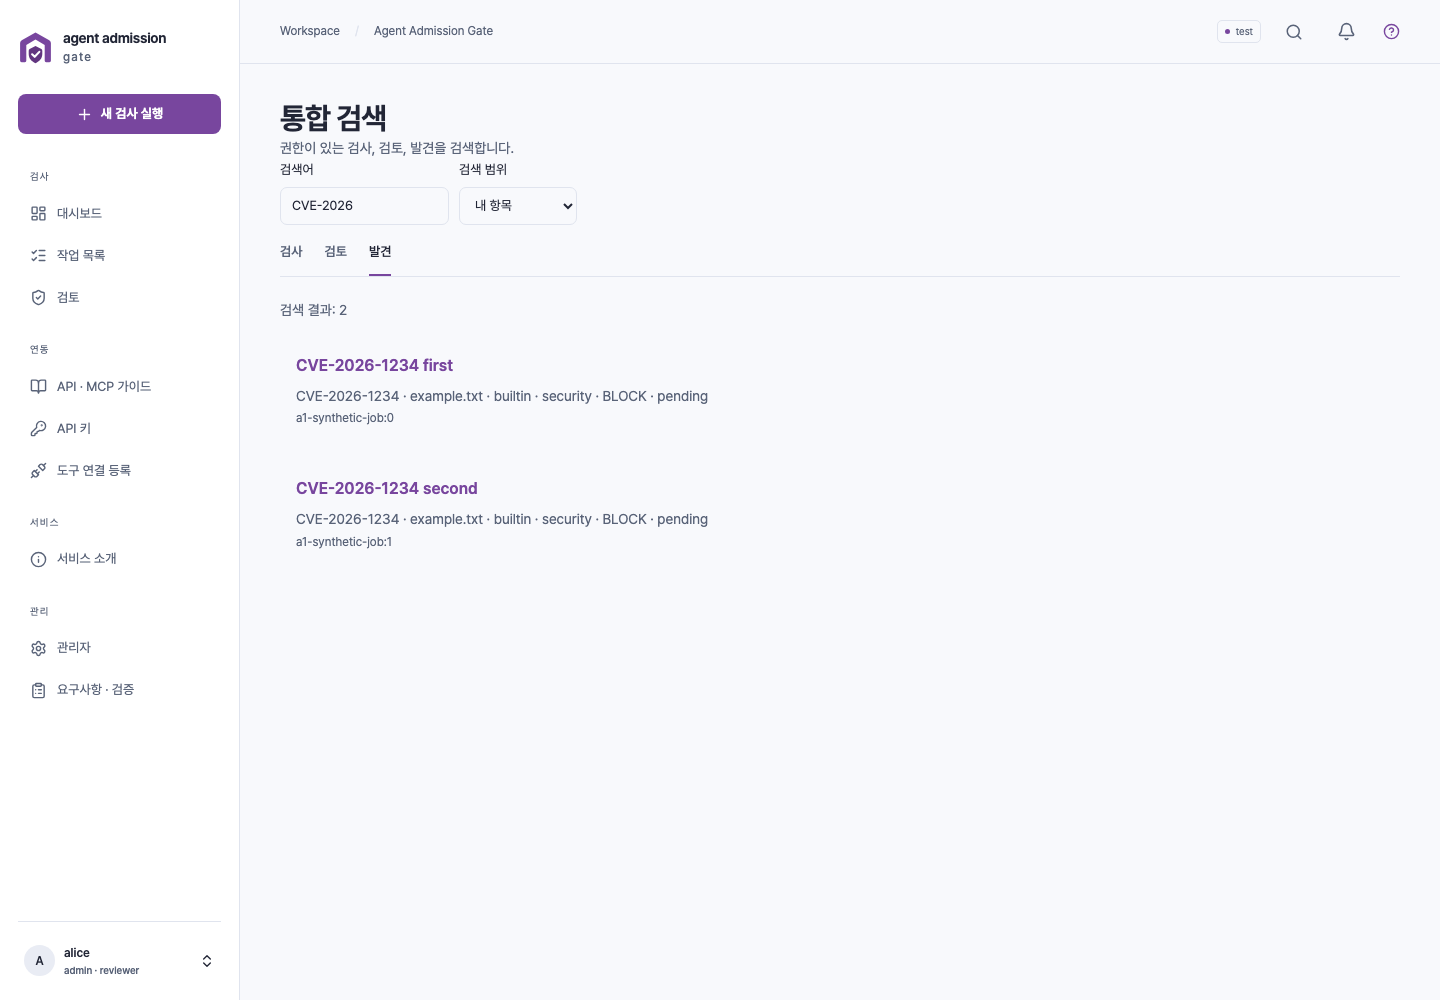 agent admission
gate
새 검사 실행
검사
대시보드
작업 목록
검토
연동
API · MCP 가이드
API 키
도구 연결 등록
서비스
서비스 소개
관리
관리자
요구사항 · 검증
A
alice
admin · reviewer
Workspace / Agent Admission Gate
test
통합 검색
권한이 있는 검사, 검토, 발견을 검색합니다.
검색어 검색 범위
CVE-2026 내 항목
검사 검토 발견
검색 결과: 2
CVE-2026-1234 first
CVE-2026-1234 · example.txt · builtin · security · BLOCK · pending
a1-synthetic-job:0
CVE-2026-1234 second
CVE-2026-1234 · example.txt · builtin · security · BLOCK · pending
a1-synthetic-job:1